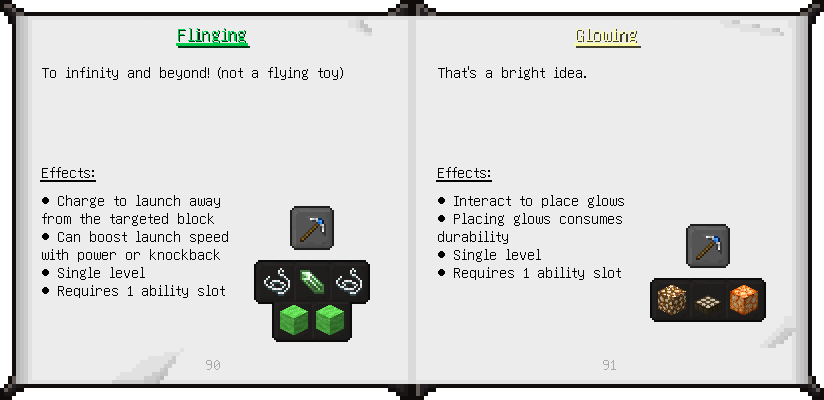 Flinging
To infinity and beyond! (not a flying toy)
Effects:
● Charge to launch away
from the targeted block
● Can boost launch speed
with power or knockback
● Single level
● Requires 1 ability slot
90
Glowing
That's a bright idea.
Effects:
● Interact to place glows
● Placing glows consumes
durability
● Single level
● Requires 1 ability slot
91